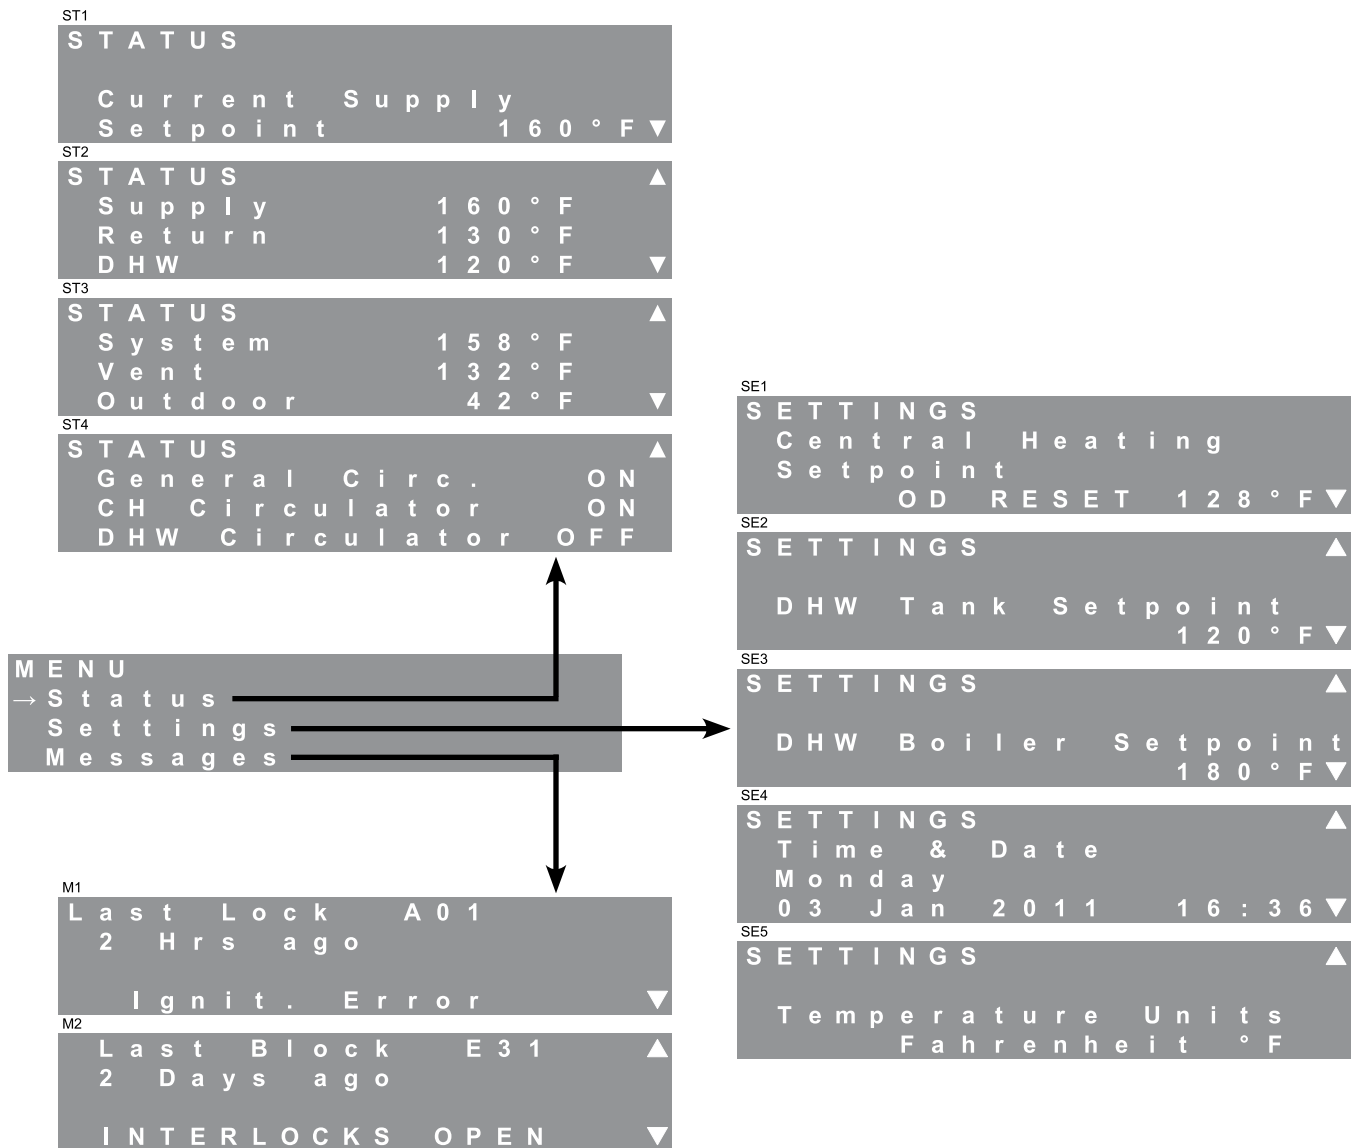 ST1
STATUS
Current Supply
Setpoint 160°F▼
ST2
STATUS ▲
Supply 160°F
Return 130°F
DHW 120°F ▼
ST3
STATUS ▲
System 158°F
Vent 132°F
Outdoor 42°F ▼
ST4
STATUS ▲
General Circ. ON
CH Circulator ON
DHW Circulator OFF
MENU
→Status
Settings
Messages
M1
Last Lock A01
2 Hrs ago
Ignit. Error ▼
M2
Last Block E31 ▲
2 Days ago
INTERLOCKS OPEN ▼
SE1
SETTINGS
Central Heating
Setpoint
OD RESET 128°F▼
SE2
SETTINGS ▲
DHW Tank Setpoint
120°F▼
SE3
SETTINGS ▲
DHW Boiler Setpoint
180°F▼
SE4
SETTINGS ▲
Time & Date
Monday
03 Jan 2011 16:36▼
SE5
SETTINGS ▲
Temperature Units
Fahrenheit °F